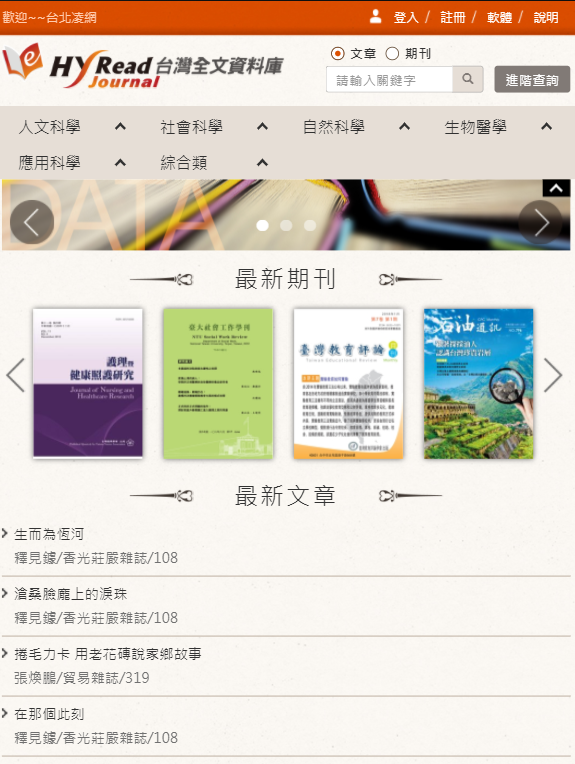 歡迎~~台北凌網
登入 / 註冊 / 軟體 / 說明
HyRead Journal 台灣全文資料庫
文章 期刊
請輸入關鍵字
進階查詢
人文科學 社會科學 自然科學 生物醫學
應用科學 綜合類
DATA
最新期刊
護理暨
健康照護研究
Journal of Nursing and
Healthcare Research
臺大社會工作學刊
NTU Social Work Review
臺灣教育評論
Taiwan Educational Review
石油通訊
最新文章
生而為恆河
釋見鐻/香光莊嚴雜誌/108
滄桑臉龐上的淚珠
釋見鐻/香光莊嚴雜誌/108
捲毛力卡 用老花磚說家鄉故事
張煥鵬/貿易雜誌/319
在那個此刻
釋見鐻/香光莊嚴雜誌/108